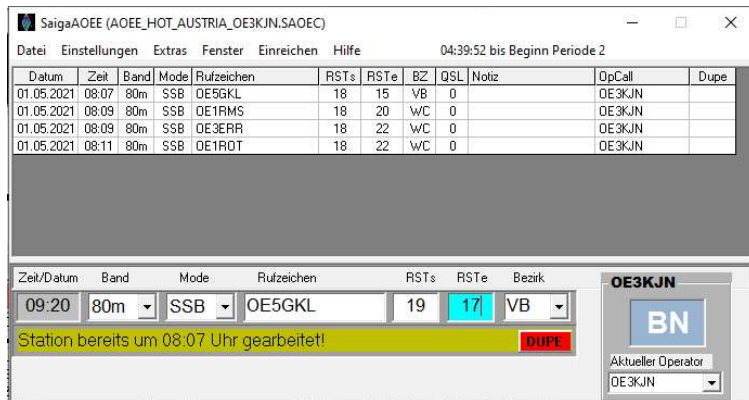 SaigaAOEE (AOEE_HOT_AUSTRIA_OE3KJN.SAOEC)
Datei Einstellungen Extras Fenster Einreichen Hilfe 04:39:52 bis Beginn Periode 2
Datum Zeit Band Mode Rufzeichen RSTs RSTe BZ QSL Notiz OpCall Dupe
01.05.2021 08:07 80m SSB OE5GKL 18 15 VB 0 OE3KJN
01.05.2021 08:09 80m SSB OE1RMS 18 20 WC 0 OE3KJN
01.05.2021 08:09 80m SSB OE3ERR 18 22 WC 0 OE3KJN
01.05.2021 08:11 80m SSB OE1ROT 18 22 WC 0 OE3KJN
Zeit/Datum Band Mode Rufzeichen RSTs RSTe Bezirk
09:20 80m SSB OE5GKL 19 17 VB
Station bereits um 08:07 Uhr gearbeitet! DUPE
OE3KJN
BN
Aktueller Operator
OE3KJN